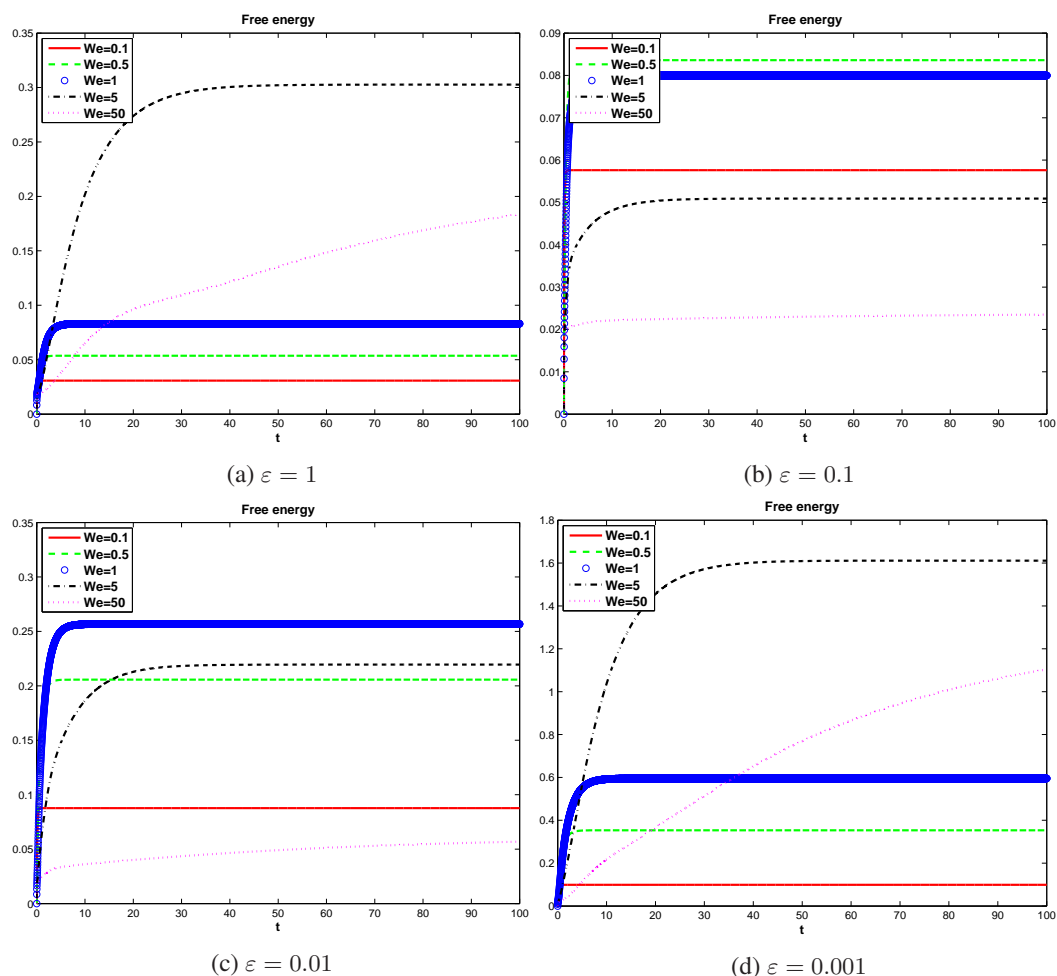 Free energy
0.35
0.3
0.25
0.2
0.15
0.1
0.05
0
We=0.1
We=0.5
We=1
We=5
We=50
0 10 20 30 40 50 60 70 80 90 100
t
(a) ε = 1
Free energy
0.09
0.08
0.07
0.06
0.05
0.04
0.03
0.02
0.01
0
We=0.1
We=0.5
We=1
We=5
We=50
0 10 20 30 40 50 60 70 80 90 100
t
(b) ε = 0.1
Free energy
0.35
0.3
0.25
0.2
0.15
0.1
0.05
0
We=0.1
We=0.5
We=1
We=5
We=50
0 10 20 30 40 50 60 70 80 90 100
t
(c) ε = 0.01
Free energy
1.8
1.6
1.4
1.2
1
0.8
0.6
0.4
0.2
0
We=0.1
We=0.5
We=1
We=5
We=50
0 10 20 30 40 50 60 70 80 90 100
t
(d) ε = 0.001